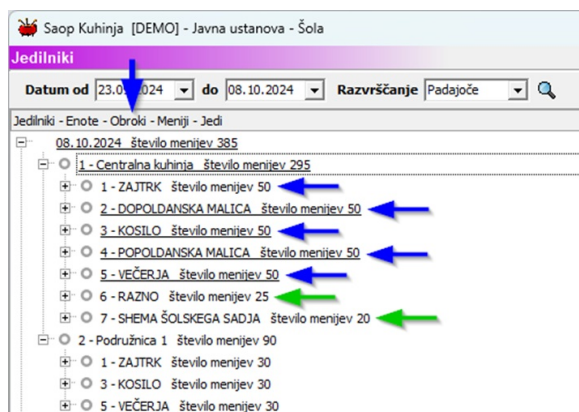 Saop Kuhinja [DEMO] - Javna ustanova - Šola
Jedilniki
Datum od 23.0 2024 do 08.10.2024 Razvrščanje Padajoče
Jedilniki - Enote - Obroki - Meniji - Jedi
08.10.2024 število menijev 385
1 - Centralna kuhinja število menijev 295
1 - ZAJTRK število menijev 50
2 - DOPOLDANSKA MALICA število menijev 50
3 - KOSILO število menijev 50
4 - POPOLDANSKA MALICA število menijev 50
5 - VEČERJA število menijev 50
6 - RAZNO število menijev 25
7 - SHEMA ŠOLSKEGA SADJA število menijev 20
2 - Podružnica 1 število menijev 90
1 - ZAJTRK število menijev 30
3 - KOSILO število menijev 30
5 - VEČERJA število menijev 30